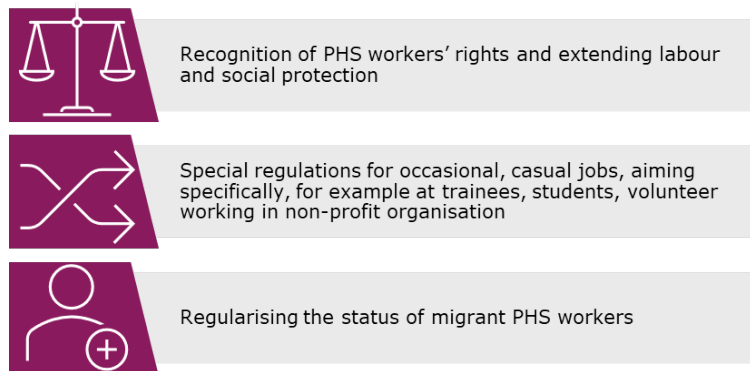 Recognition of PHS workers’ rights and extending labour
and social protection
Special regulations for occasional, casual jobs, aiming
specifically, for example at trainees, students, volunteer
working in non-profit organisation
Regularising the status of migrant PHS workers